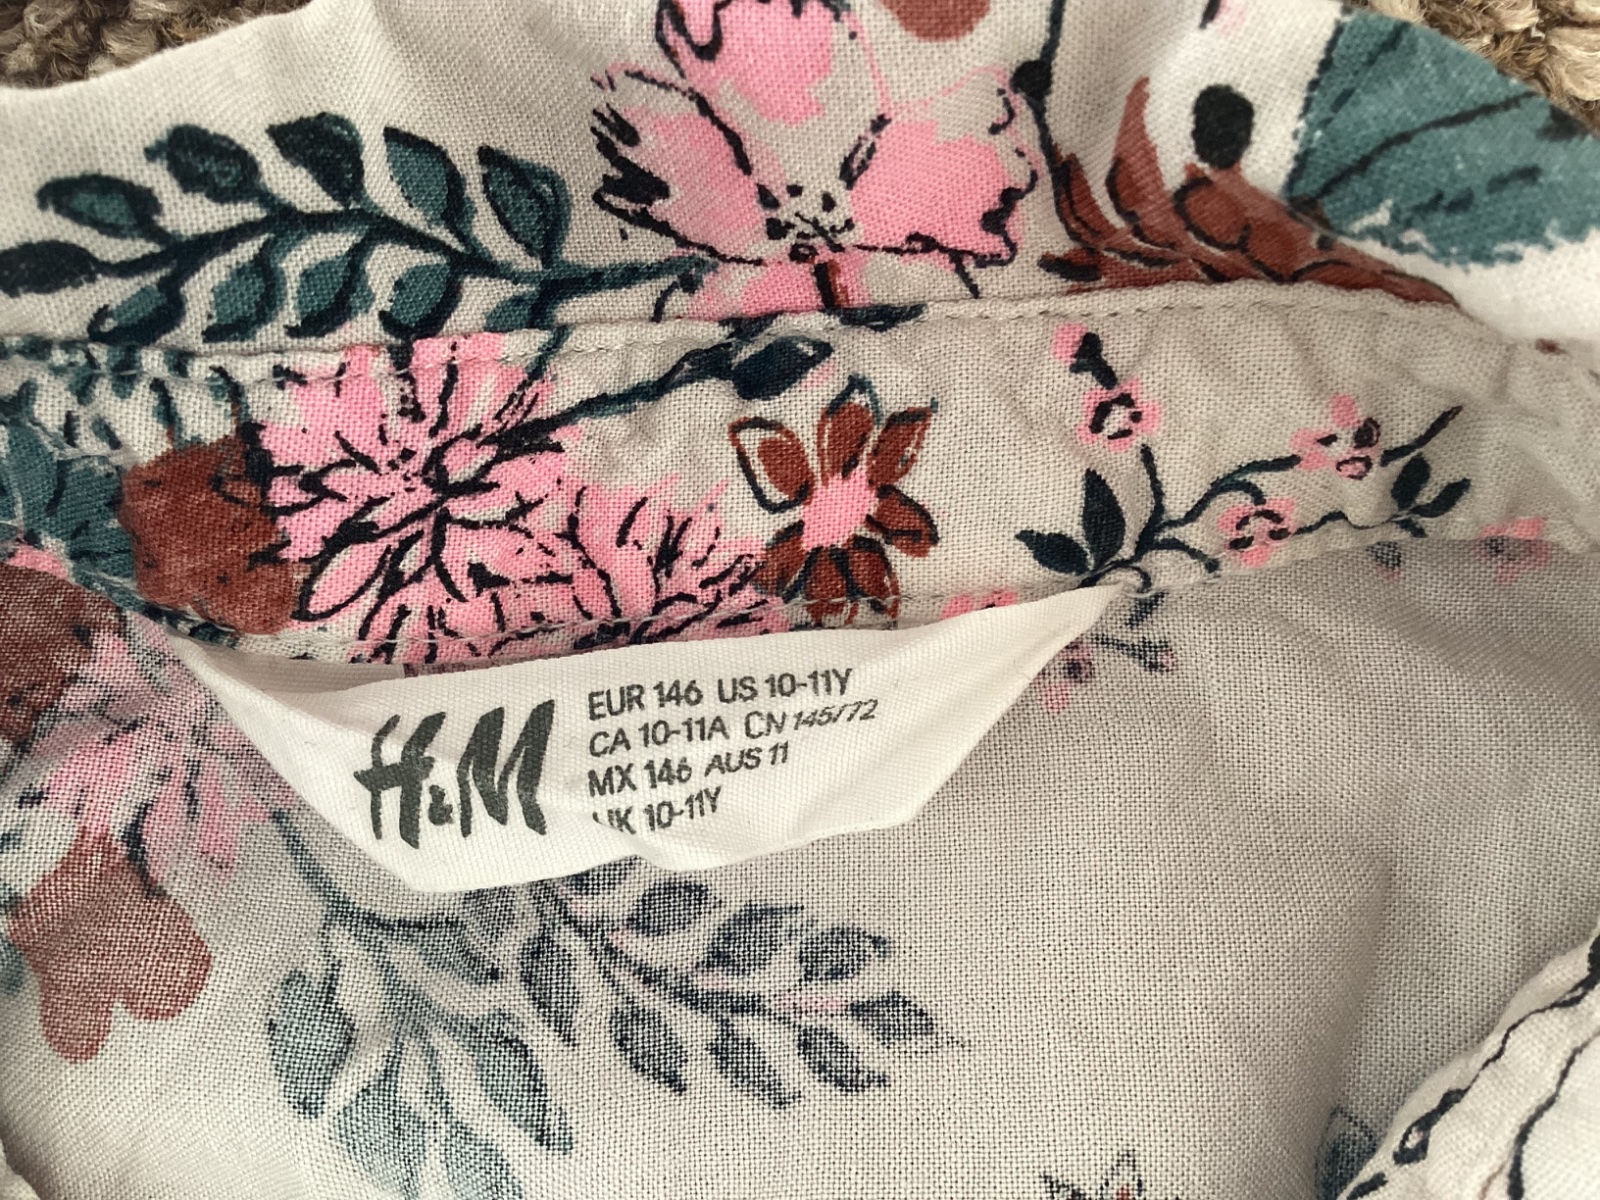 H&M
EUR 146 US 10-11Y
CA 10-11A CN 145/72
MX 146 AUS 11
UK 10-11Y